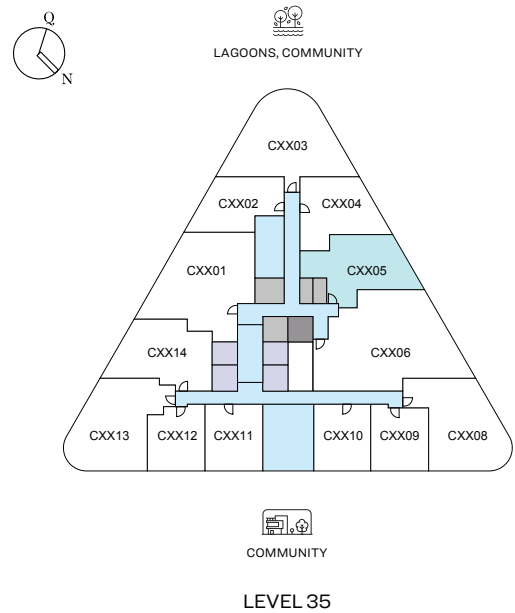 Q
N
LAGOONS, COMMUNITY
CXX03
CXX02
CXX04
CXX01
CXX05
CXX14
CXX06
CXX13
CXX12
CXX11
CXX10
CXX09
CXX08
COMMUNITY
LEVEL 35